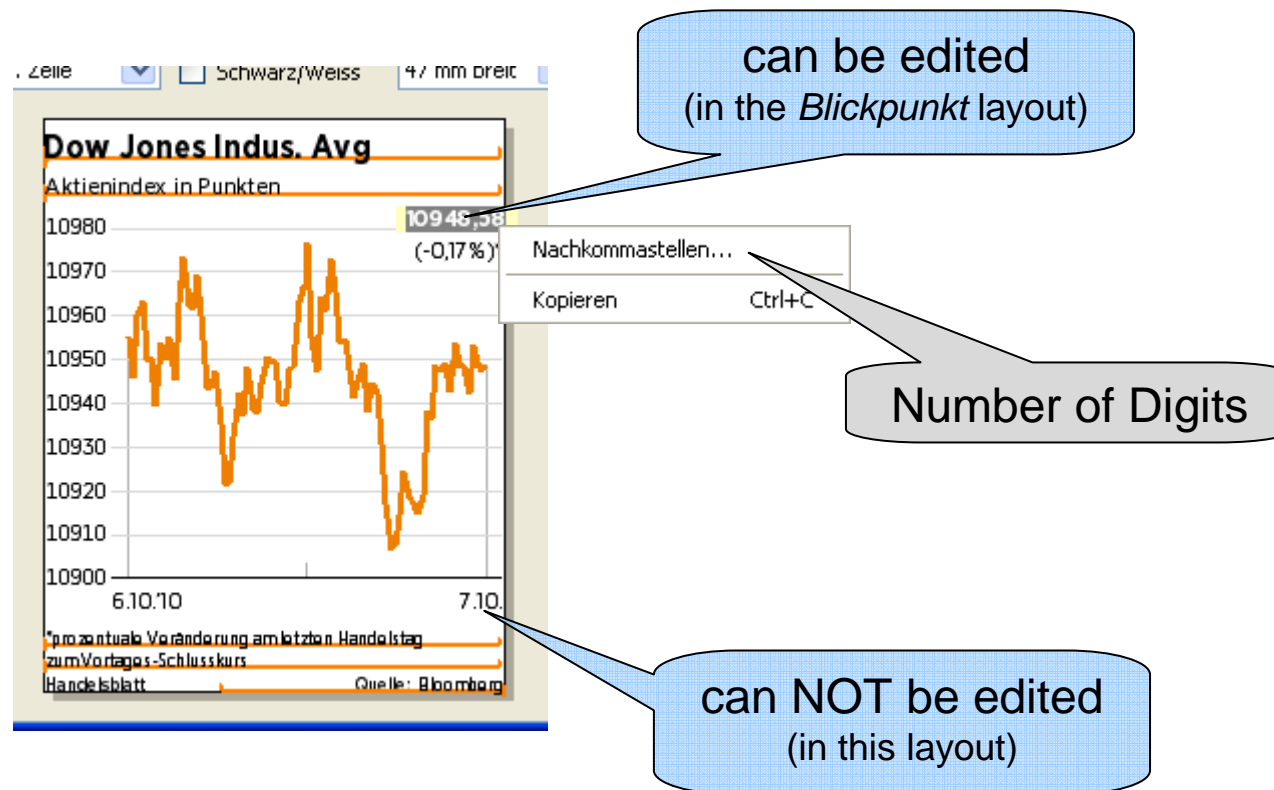 can be edited
(in the Blickpunkt layout)
. Zeile Schwarz/Weiss 47 mm breit
Dow Jones Indus. Avg
Aktienindex in Punkten
10948,58
(-0,17 %)*
10980
10970
10960
10950
10940
10930
10920
10910
10900
6.10.'10 7.10.
Nachkommastellen...
Kopieren Ctrl+C
Number of Digits
*prozentuale Veränderung am letzten Handelstag
zum Vortages-Schlusskurs
Handelsblatt Quelle: Bloomberg
can NOT be edited
(in this layout)